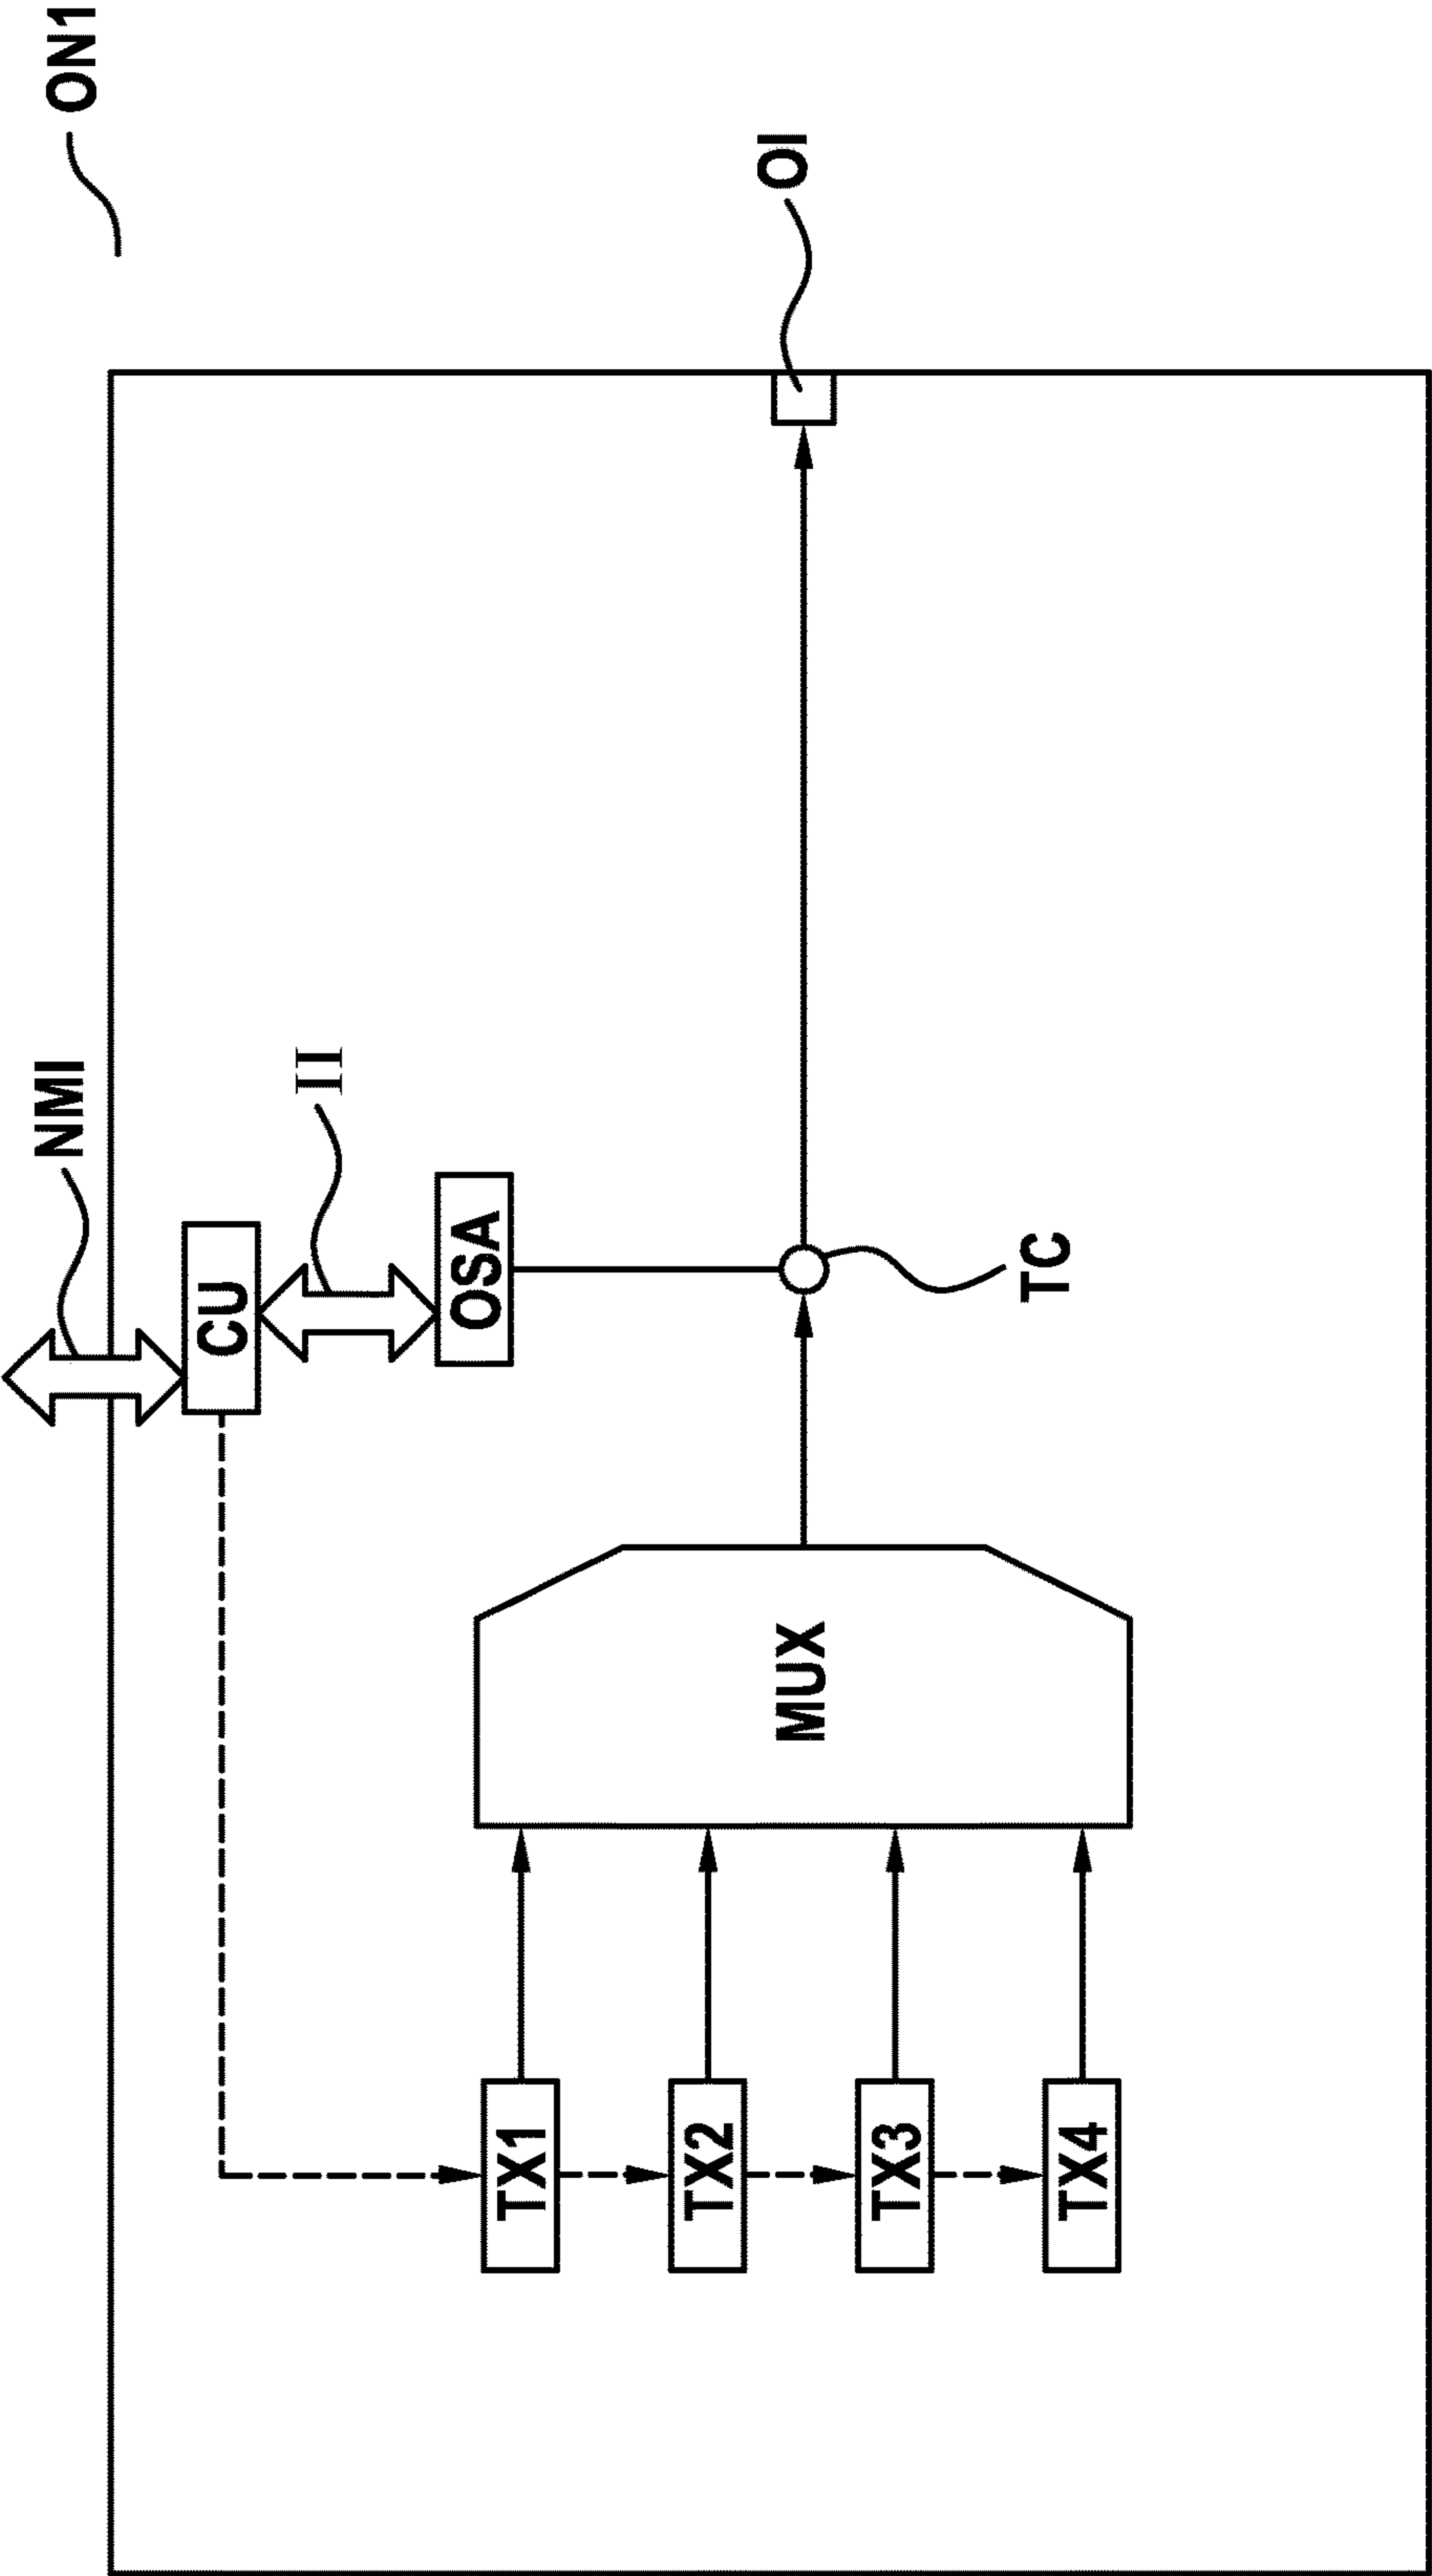 ON1
NMI
CU
II
OSA
OI
TC
MUX
TX1
TX2
TX3
TX4